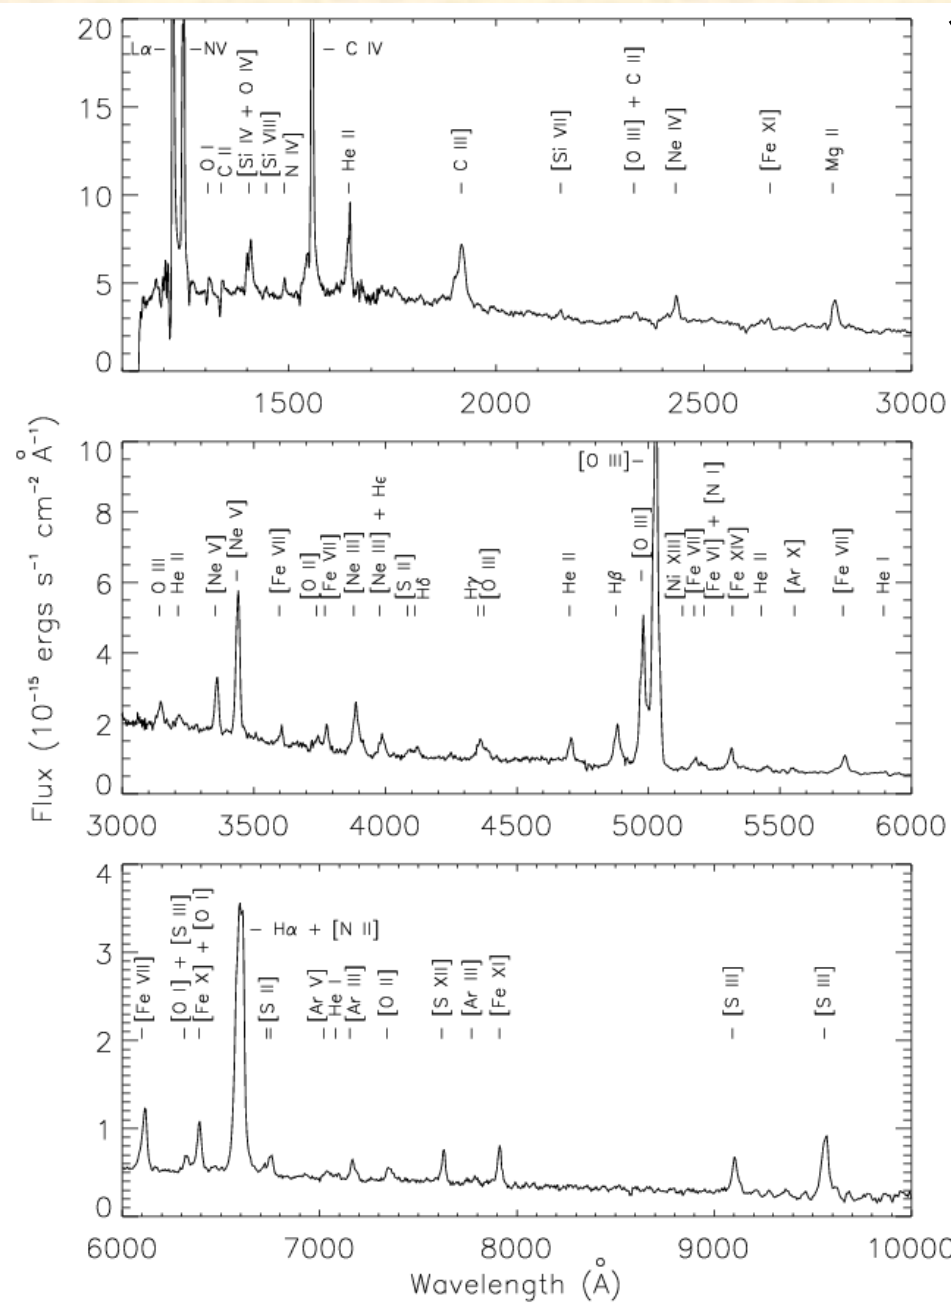 Lα
NV
C IV
O I
C II
[Si IV + O IV]
[Si VIII]
N IV]
He II
C III]
[Si VII]
[O III] + C II]
[Ne IV]
[Fe XI]
Mg II
20
15
10
5
0
1500 2000 2500 3000
[O III]
O III
He II
[Ne V]
[Ne V]
[Fe VII]
[O II]
[Fe VII]
[Ne III]
[Ne III] + Hε
[S II]
Hδ
Hγ
[O III]
He II
Hβ
[O III]
[Ni XIII]
[Fe VII]
[Fe VI] + [N I]
[Fe XIV]
He II
[Ar X]
[Fe VII]
He I
10
8
6
4
2
0
3000 3500 4000 4500 5000 5500 6000
Flux (10⁻¹⁵ ergs s⁻¹ cm⁻² Å⁻¹)
[Fe VII]
[O I] + [S III]
[Fe X] + [O I]
Hα + [N II]
[S II]
[Ar V]
He I
[Ar III]
[O II]
[S XII]
[Ar III]
[Fe XI]
[S III]
[S III]
4
3
2
1
0
6000 7000 8000 9000 10000
Wavelength (Å)